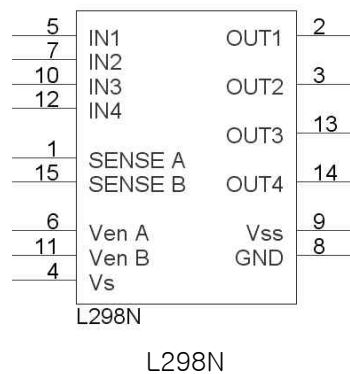 5 IN1 OUT1 2
7 IN2
10 IN3 OUT2 3
12 IN4
OUT3 13
1 SENSE A
15 SENSE B OUT4 14
6 Ven A Vss 9
11 Ven B GND 8
4 Vs
L298N
L298N